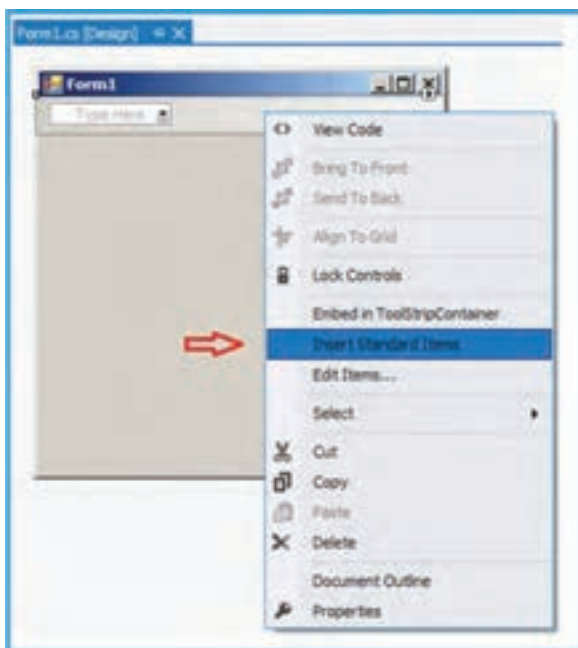 Form1.cs [Design]
Form1
Type Here
View Code
Bring To Front
Send To Back
Align To Grid
Lock Controls
Embed in ToolStripContainer
Insert Standard Items
Edit Items...
Select
Cut
Copy
Paste
Delete
Document Outline
Properties